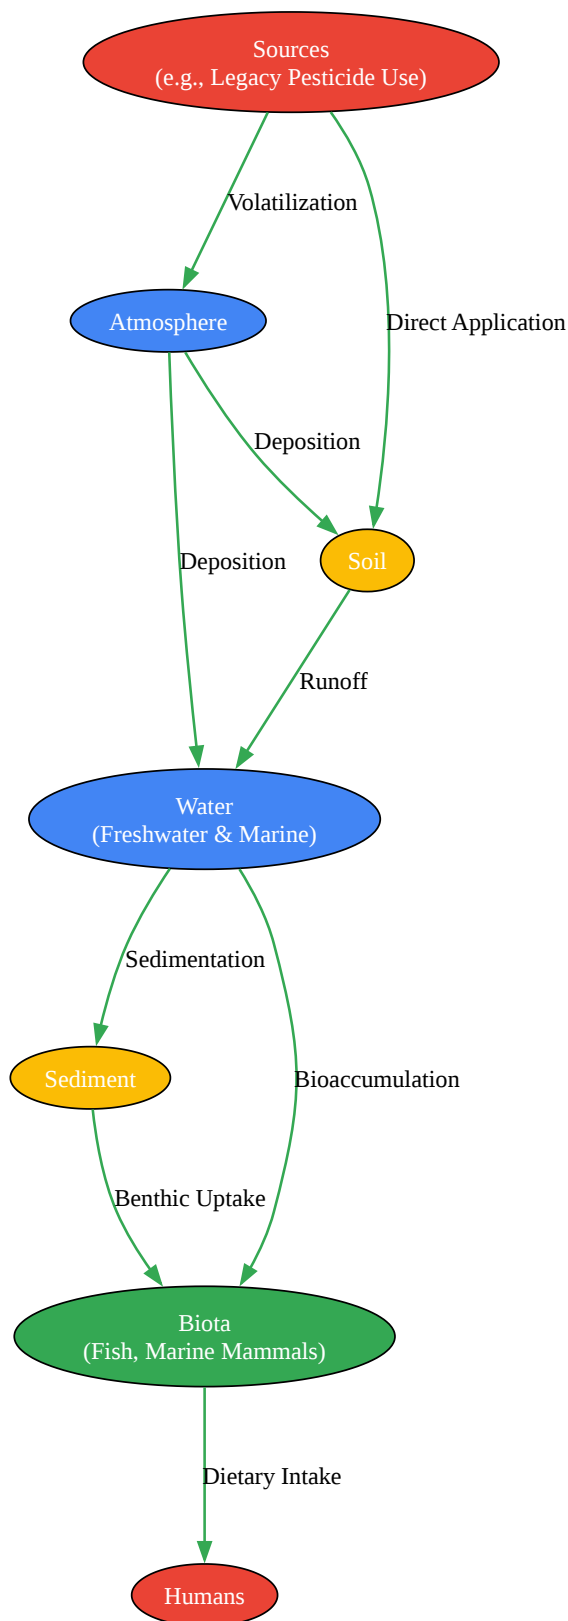 Sources
(e.g., Legacy Pesticide Use)
Volatilization
Atmosphere
Direct Application
Deposition
Deposition
Soil
Runoff
Water
(Freshwater & Marine)
Sedimentation
Sediment
Bioaccumulation
Benthic Uptake
Biota
(Fish, Marine Mammals)
Dietary Intake
Humans